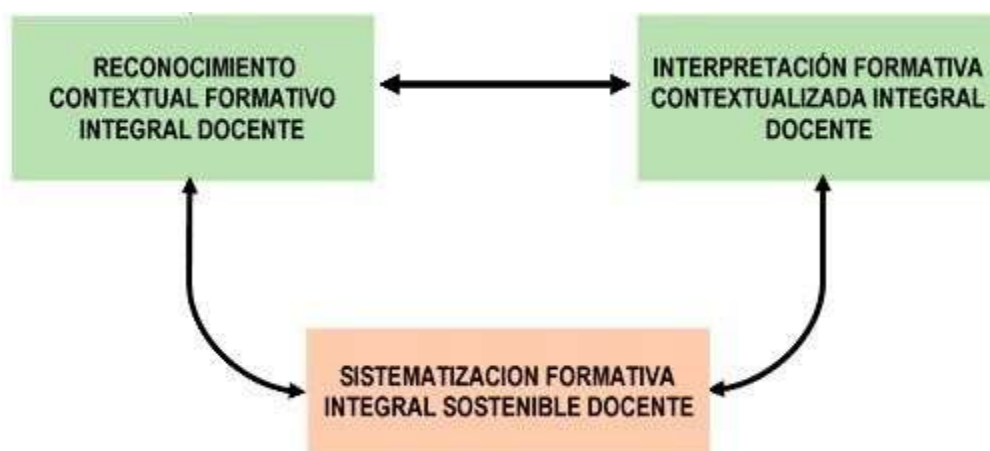 RECONOCIMIENTO
CONTEXTUAL FORMATIVO
INTEGRAL DOCENTE
INTERPRETACIÓN FORMATIVA
CONTEXTUALIZADA INTEGRAL
DOCENTE
SISTEMATIZACION FORMATIVA
INTEGRAL SOSTENIBLE DOCENTE